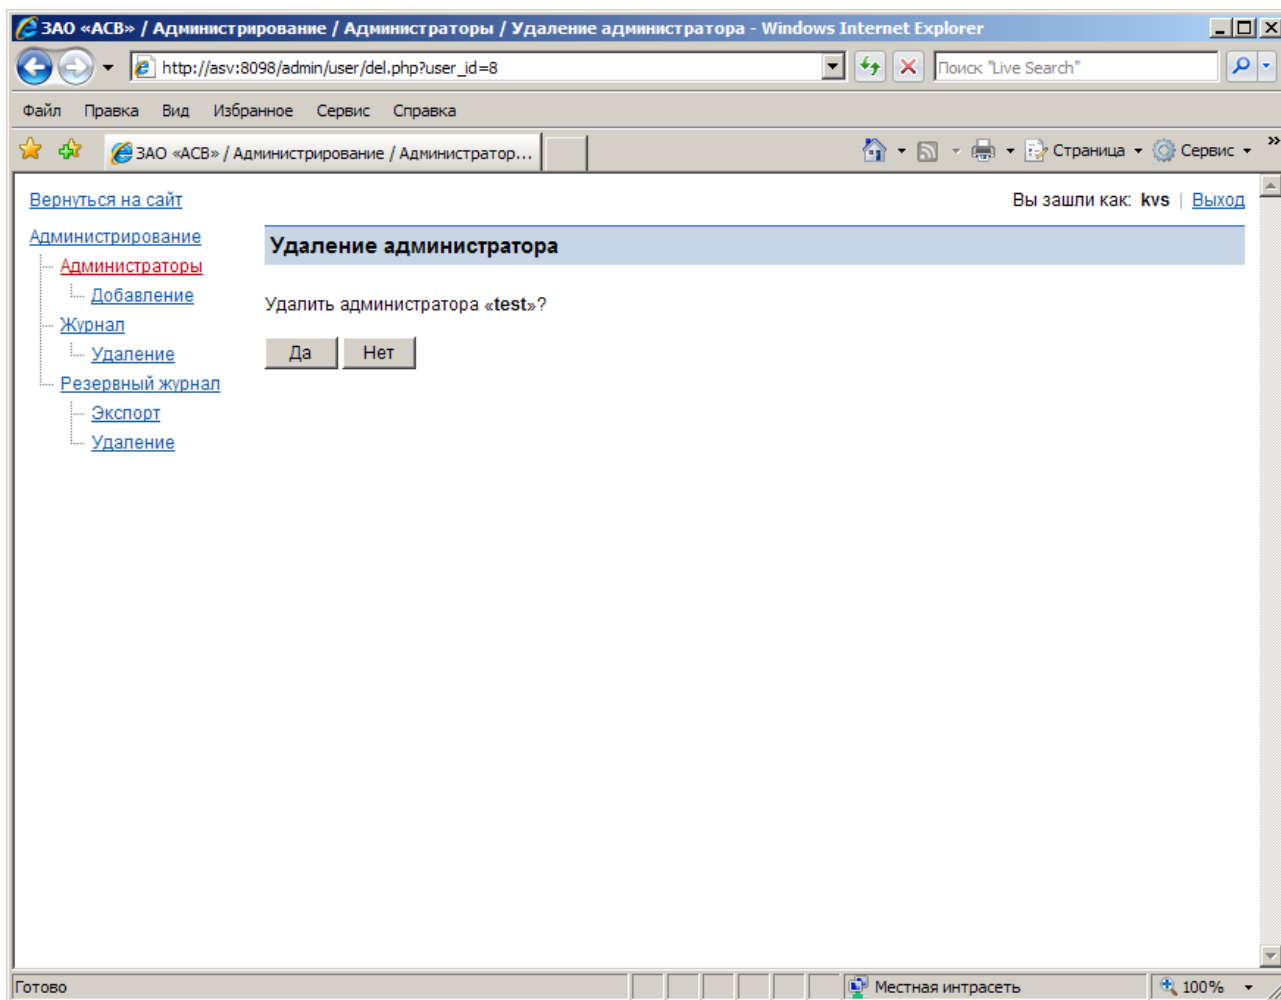 ЗАО «АСВ» / Администрирование / Администраторы / Удаление администратора - Windows Internet Explorer
http://asv:8098/admin/user/del.php?user_id=8
Поиск "Live Search"
Файл Правка Вид Избранное Сервис Справка
ЗАО «АСВ» / Администрирование / Администратор... Страница Сервис »
Вернуться на сайт
Вы зашли как: kvs | Выход
Администрирование
Администраторы
Добавление
Журнал
Удаление
Резервный журнал
Экспорт
Удаление
Удаление администратора
Удалить администратора «test»?
Да Нет
Готово Местная интрасеть 100%